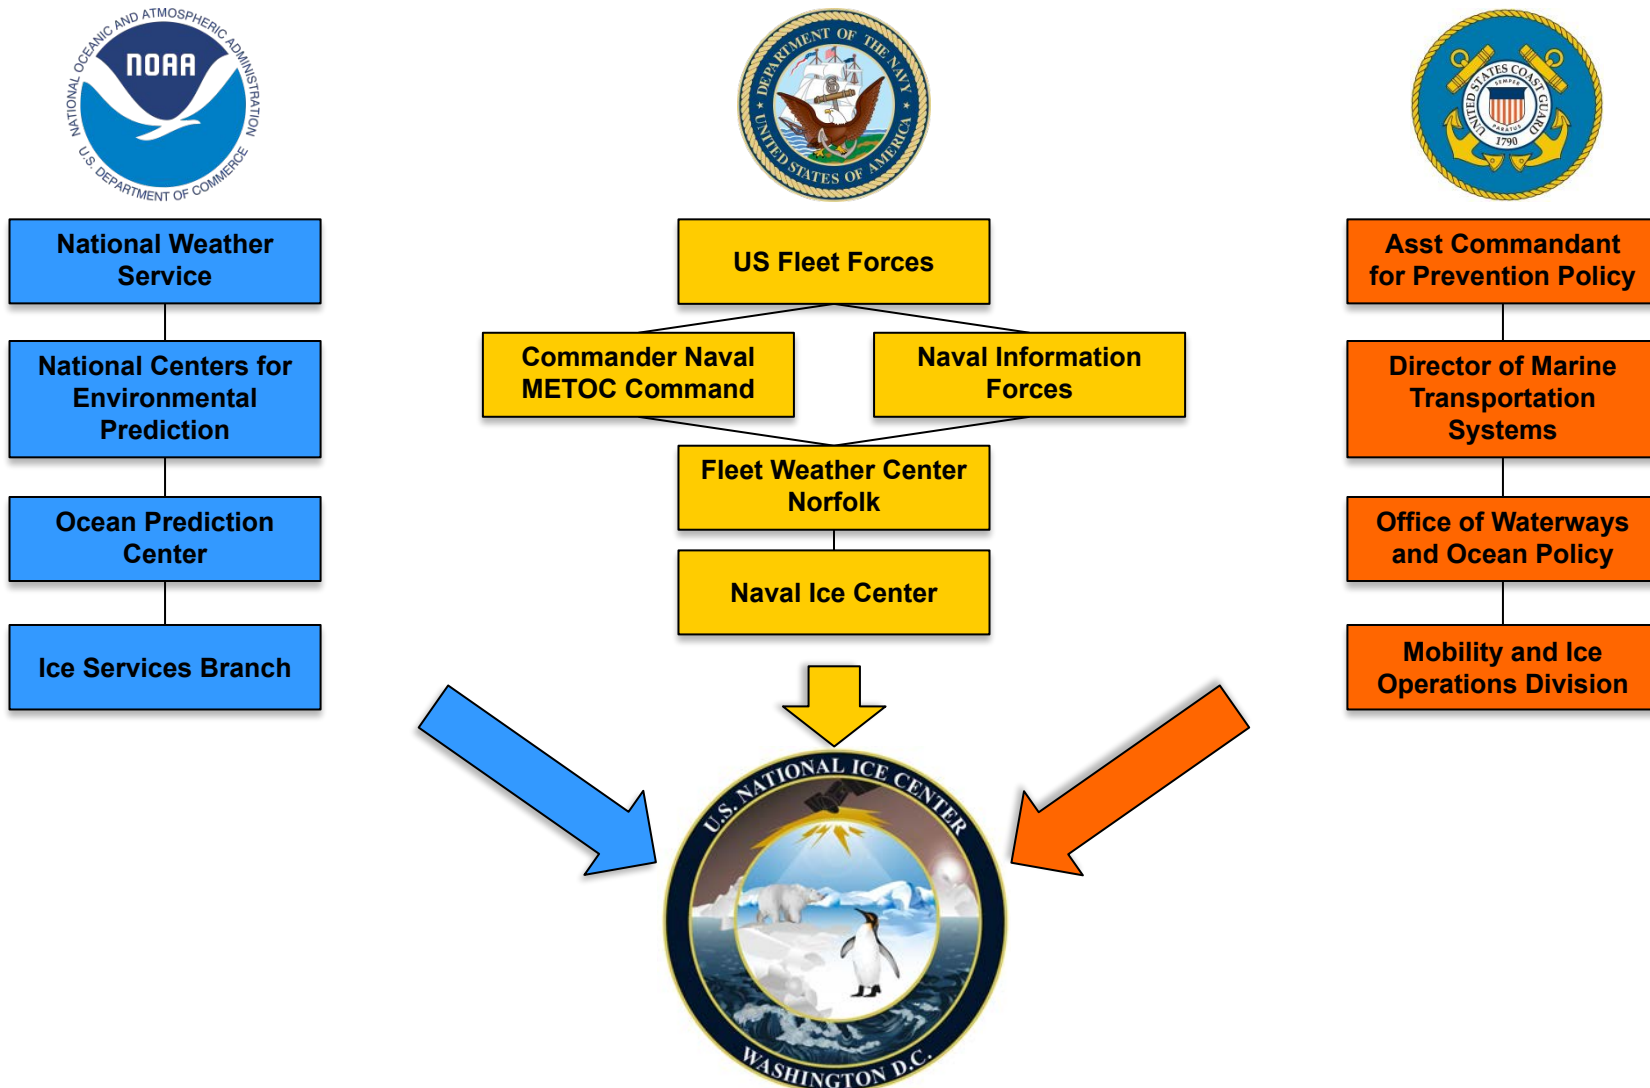 NATIONAL OCEANIC AND ATMOSPHERIC ADMINISTRATION
NOAA
U.S. DEPARTMENT OF COMMERCE
DEPARTMENT OF THE NAVY
UNITED STATES OF AMERICA
UNITED STATES COAST GUARD
SEMPER
PARATUS
1790
National Weather
Service
National Centers for
Environmental
Prediction
Ocean Prediction
Center
Ice Services Branch
US Fleet Forces
Commander Naval
METOC Command
Naval Information
Forces
Fleet Weather Center
Norfolk
Naval Ice Center
Asst Commandant
for Prevention Policy
Director of Marine
Transportation
Systems
Office of Waterways
and Ocean Policy
Mobility and Ice
Operations Division
U.S. NATIONAL ICE CENTER
WASHINGTON D.C.